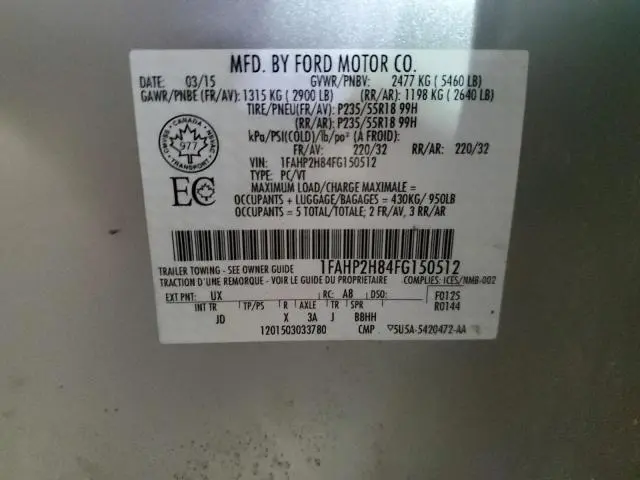 MFD. BY FORD MOTOR CO.
DATE: 03/15 GVWR/PNBV: 2477 KG ( 5460 LB)
GAWR/PNBE (FR/AV): 1315 KG ( 2900 LB) (RR/AR): 1198 KG ( 2640 LB)
TIRE/PNEU(FR/AV): P235/55R18 99H
(RR/AR): P235/55R18 99H
kPa/PSI(COLD)/lb/po² (A FROID):
FR/AV: 220/32 RR/AR: 220/32
CANADA
977
EC
VIN: 1FAHP2H84FG150512
TYPE: PC/VT
MAXIMUM LOAD/CHARGE MAXIMALE =
OCCUPANTS + LUGGAGE/BAGAGES = 430KG/ 950LB
OCCUPANTS = 5 TOTAL/TOTALE; 2 FR/AV, 3 RR/AR
1FAHP2H84FG150512
TRAILER TOWING - SEE OWNER GUIDE
TRACTION D'UNE REMORQUE - VOIR LE GUIDE DU PROPRIETAIRE COMPLIES: ICES/NMB-002
EXT PNT: UX RC: A8 DSO: F0125
INT TR TP/PS R AXLE TR SPR R0144
JD X 3A J BBHH
1201503033780 CMP ▽5USA-5420472-AA